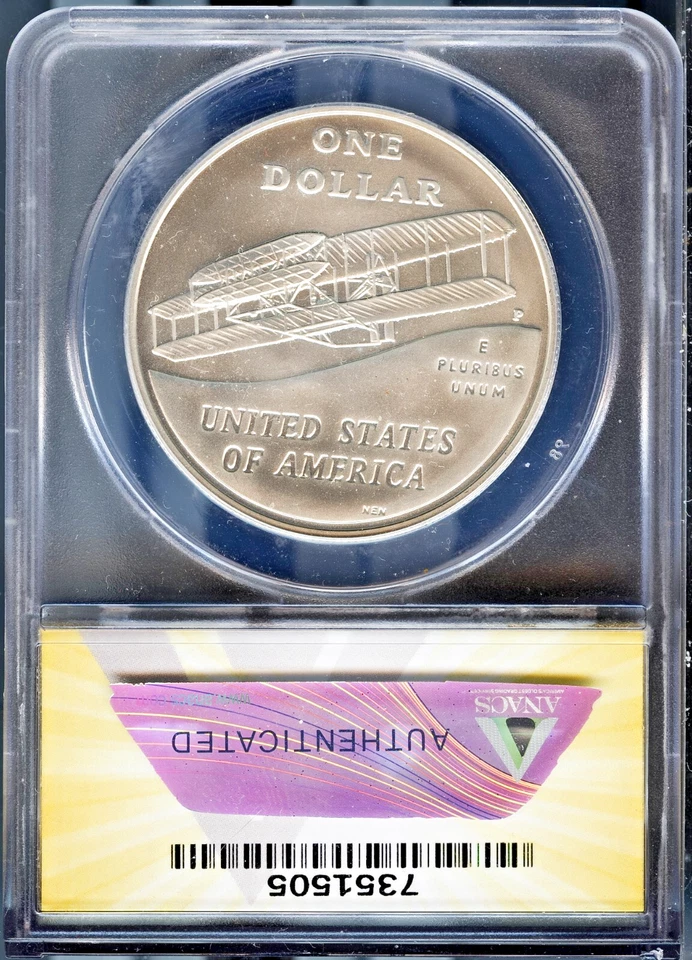 ONE
DOLLAR
P
E
PLURIBUS
UNUM
UNITED STATES
OF AMERICA
NEN
AUTHENTICATED
ANACS
7351505